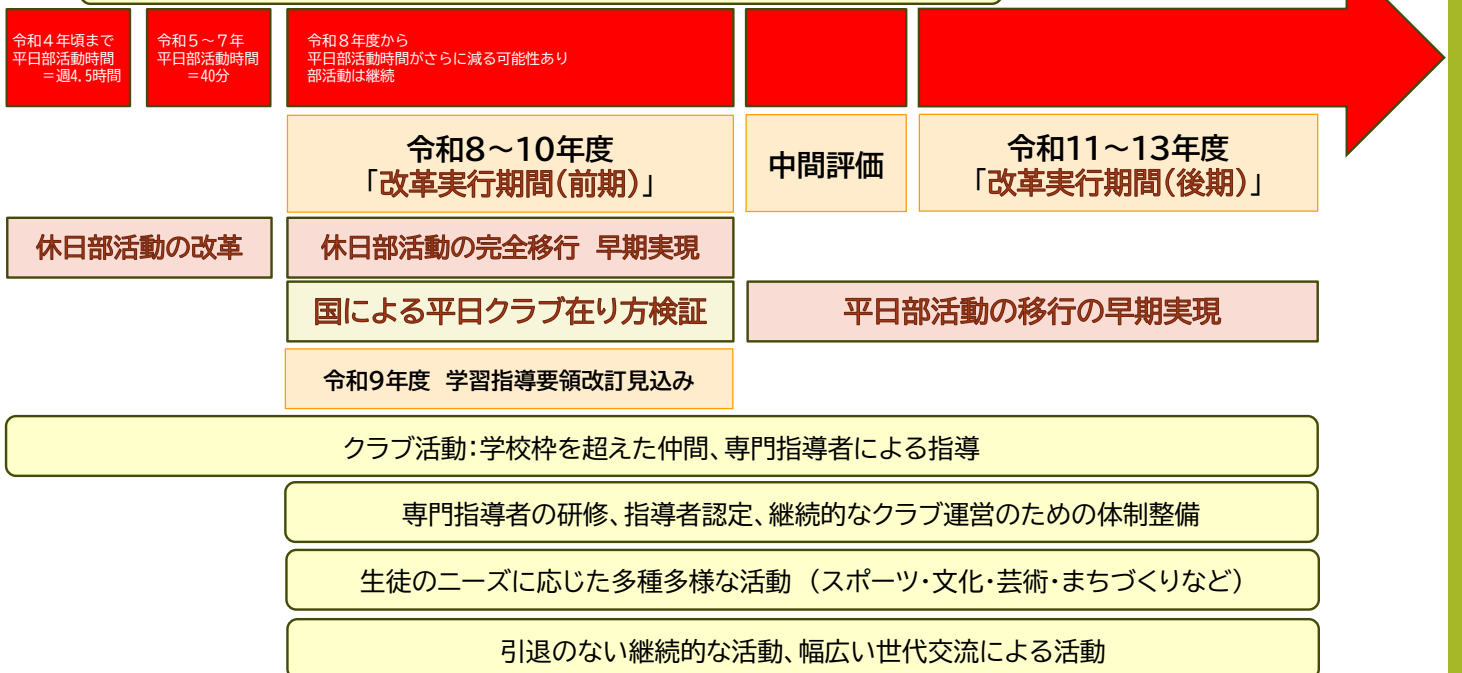 令和４年頃まで
平日部活動時間
＝週4.5時間
令和５～７年
平日部活動時間
＝40分
令和８年度から
平日部活動時間がさらに減る可能性あり
部活動は継続
令和8～10年度
「改革実行期間(前期)」
中間評価
令和11～13年度
「改革実行期間(後期)」
休日部活動の改革
休日部活動の完全移行 早期実現
国による平日クラブ在り方検証
平日部活動の移行の早期実現
令和9年度 学習指導要領改訂見込み
クラブ活動:学校枠を超えた仲間、専門指導者による指導
専門指導者の研修、指導者認定、継続的なクラブ運営のための体制整備
生徒のニーズに応じた多種多様な活動 (スポーツ・文化・芸術・まちづくりなど)
引退のない継続的な活動、幅広い世代交流による活動